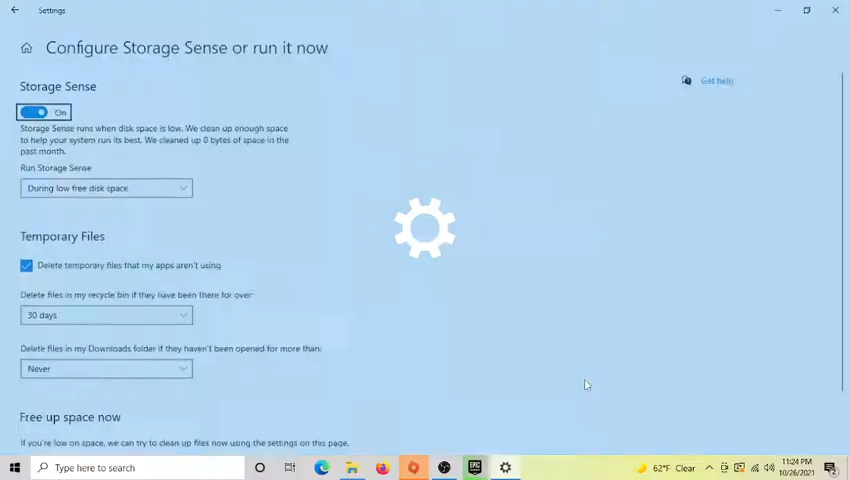 Settings
Configure Storage Sense or run it now
Storage Sense
Get help
On
Storage Sense runs when disk space is low. We clean up enough space
to help your system run its best. We cleaned up 0 bytes of space in the
past month.
Run Storage Sense
During low free disk space
Temporary Files
Delete temporary files that my apps aren't using
Delete files in my recycle bin if they have been there for over:
30 days
Delete files in my Downloads folder if they haven't been opened for more than:
Never
Free up space now
If you're low on space, we can try to clean up files now using the settings on this page.
Type here to search
EPIC
62°F Clear
11:24 PM
10/26/2021
2